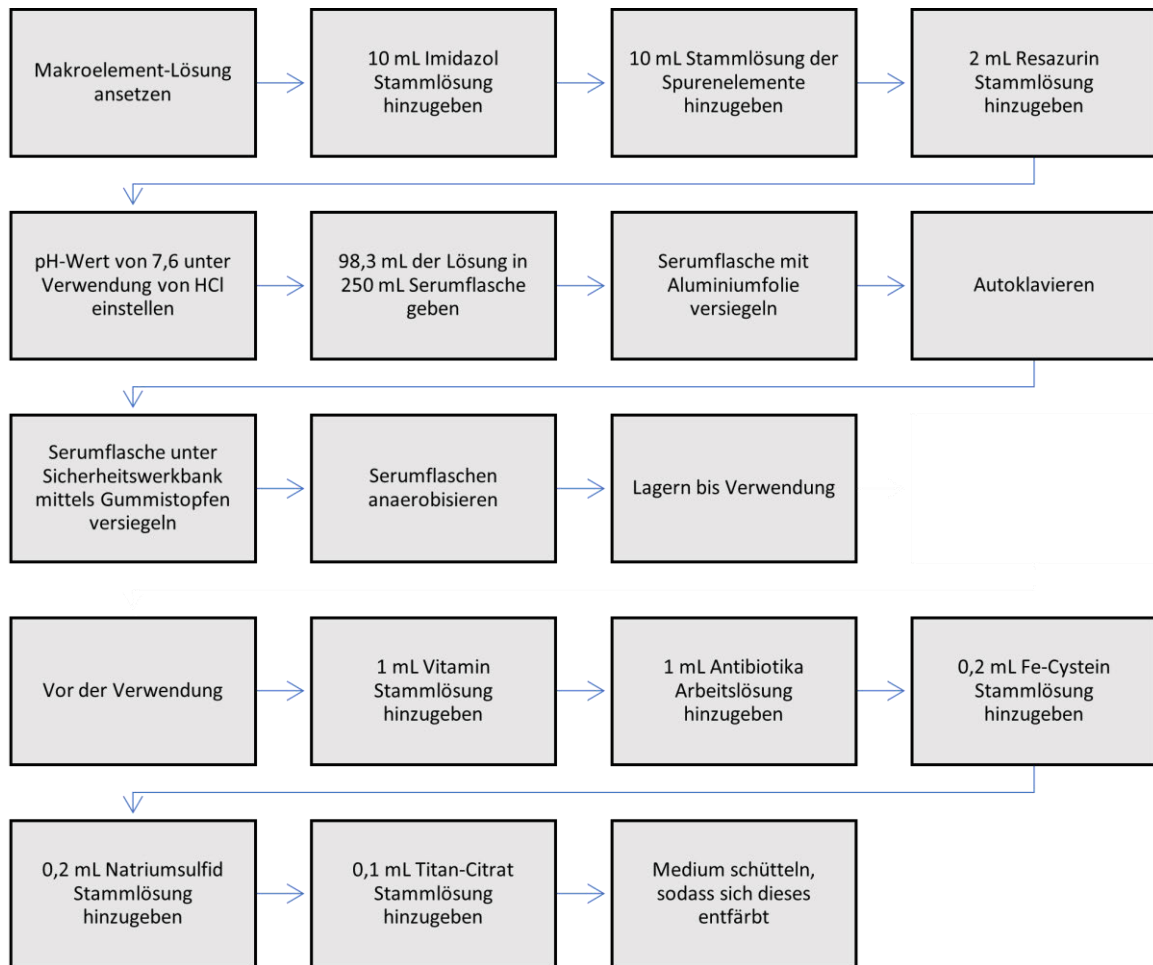 Makroelement-Lösung
ansetzen
10 mL Imidazol
Stammlösung
hinzugeben
10 mL Stammlösung der
Spurenelemente
hinzugeben
2 mL Resazurin
Stammlösung
hinzugeben
pH-Wert von 7,6 unter
Verwendung von HCl
einstellen
98,3 mL der Lösung in
250 mL Serumflasche
geben
Serumflasche mit
Aluminiumfolie
versiegeln
Autoklavieren
Serumflasche unter
Sicherheitswerkbank
mittels Gummistopfen
versiegeln
Serumflaschen
anaerobisieren
Lagern bis Verwendung
Vor der Verwendung
1 mL Vitamin
Stammlösung
hinzugeben
1 mL Antibiotika
Arbeitslösung
hinzugeben
0,2 mL Fe-Cystein
Stammlösung
hinzugeben
0,2 mL Natriumsulfid
Stammlösung
hinzugeben
0,1 mL Titan-Citrat
Stammlösung
hinzugeben
Medium schütteln,
sodass sich dieses
entfärbt